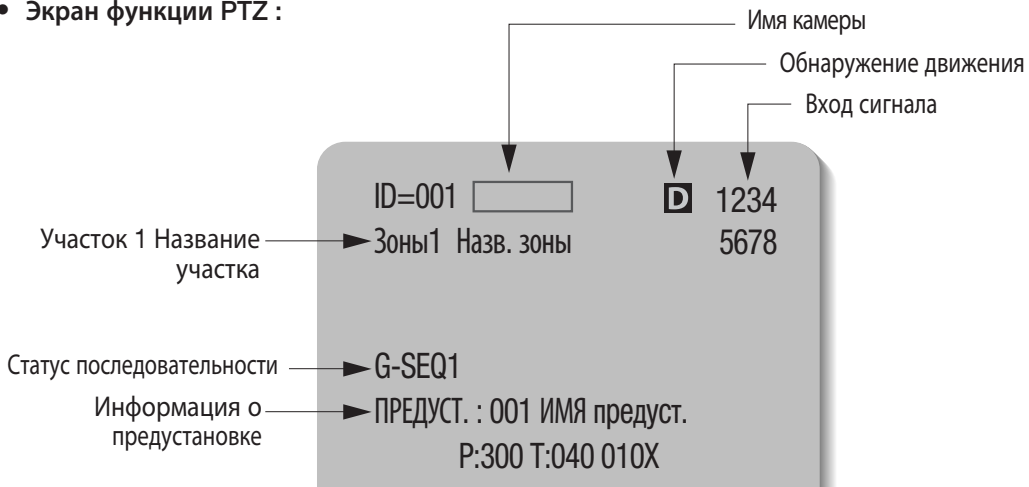 • Экран функции PTZ :
Имя камеры
Обнаружение движения
Вход сигнала
ID=001
D 1234
Участок 1 Название
участка
Зоны1 Назв. зоны
5678
Статус последовательности
G-SEQ1
Информация о
предустановке
ПРЕДУСТ. : 001 ИМЯ предуст.
P:300 T:040 010X